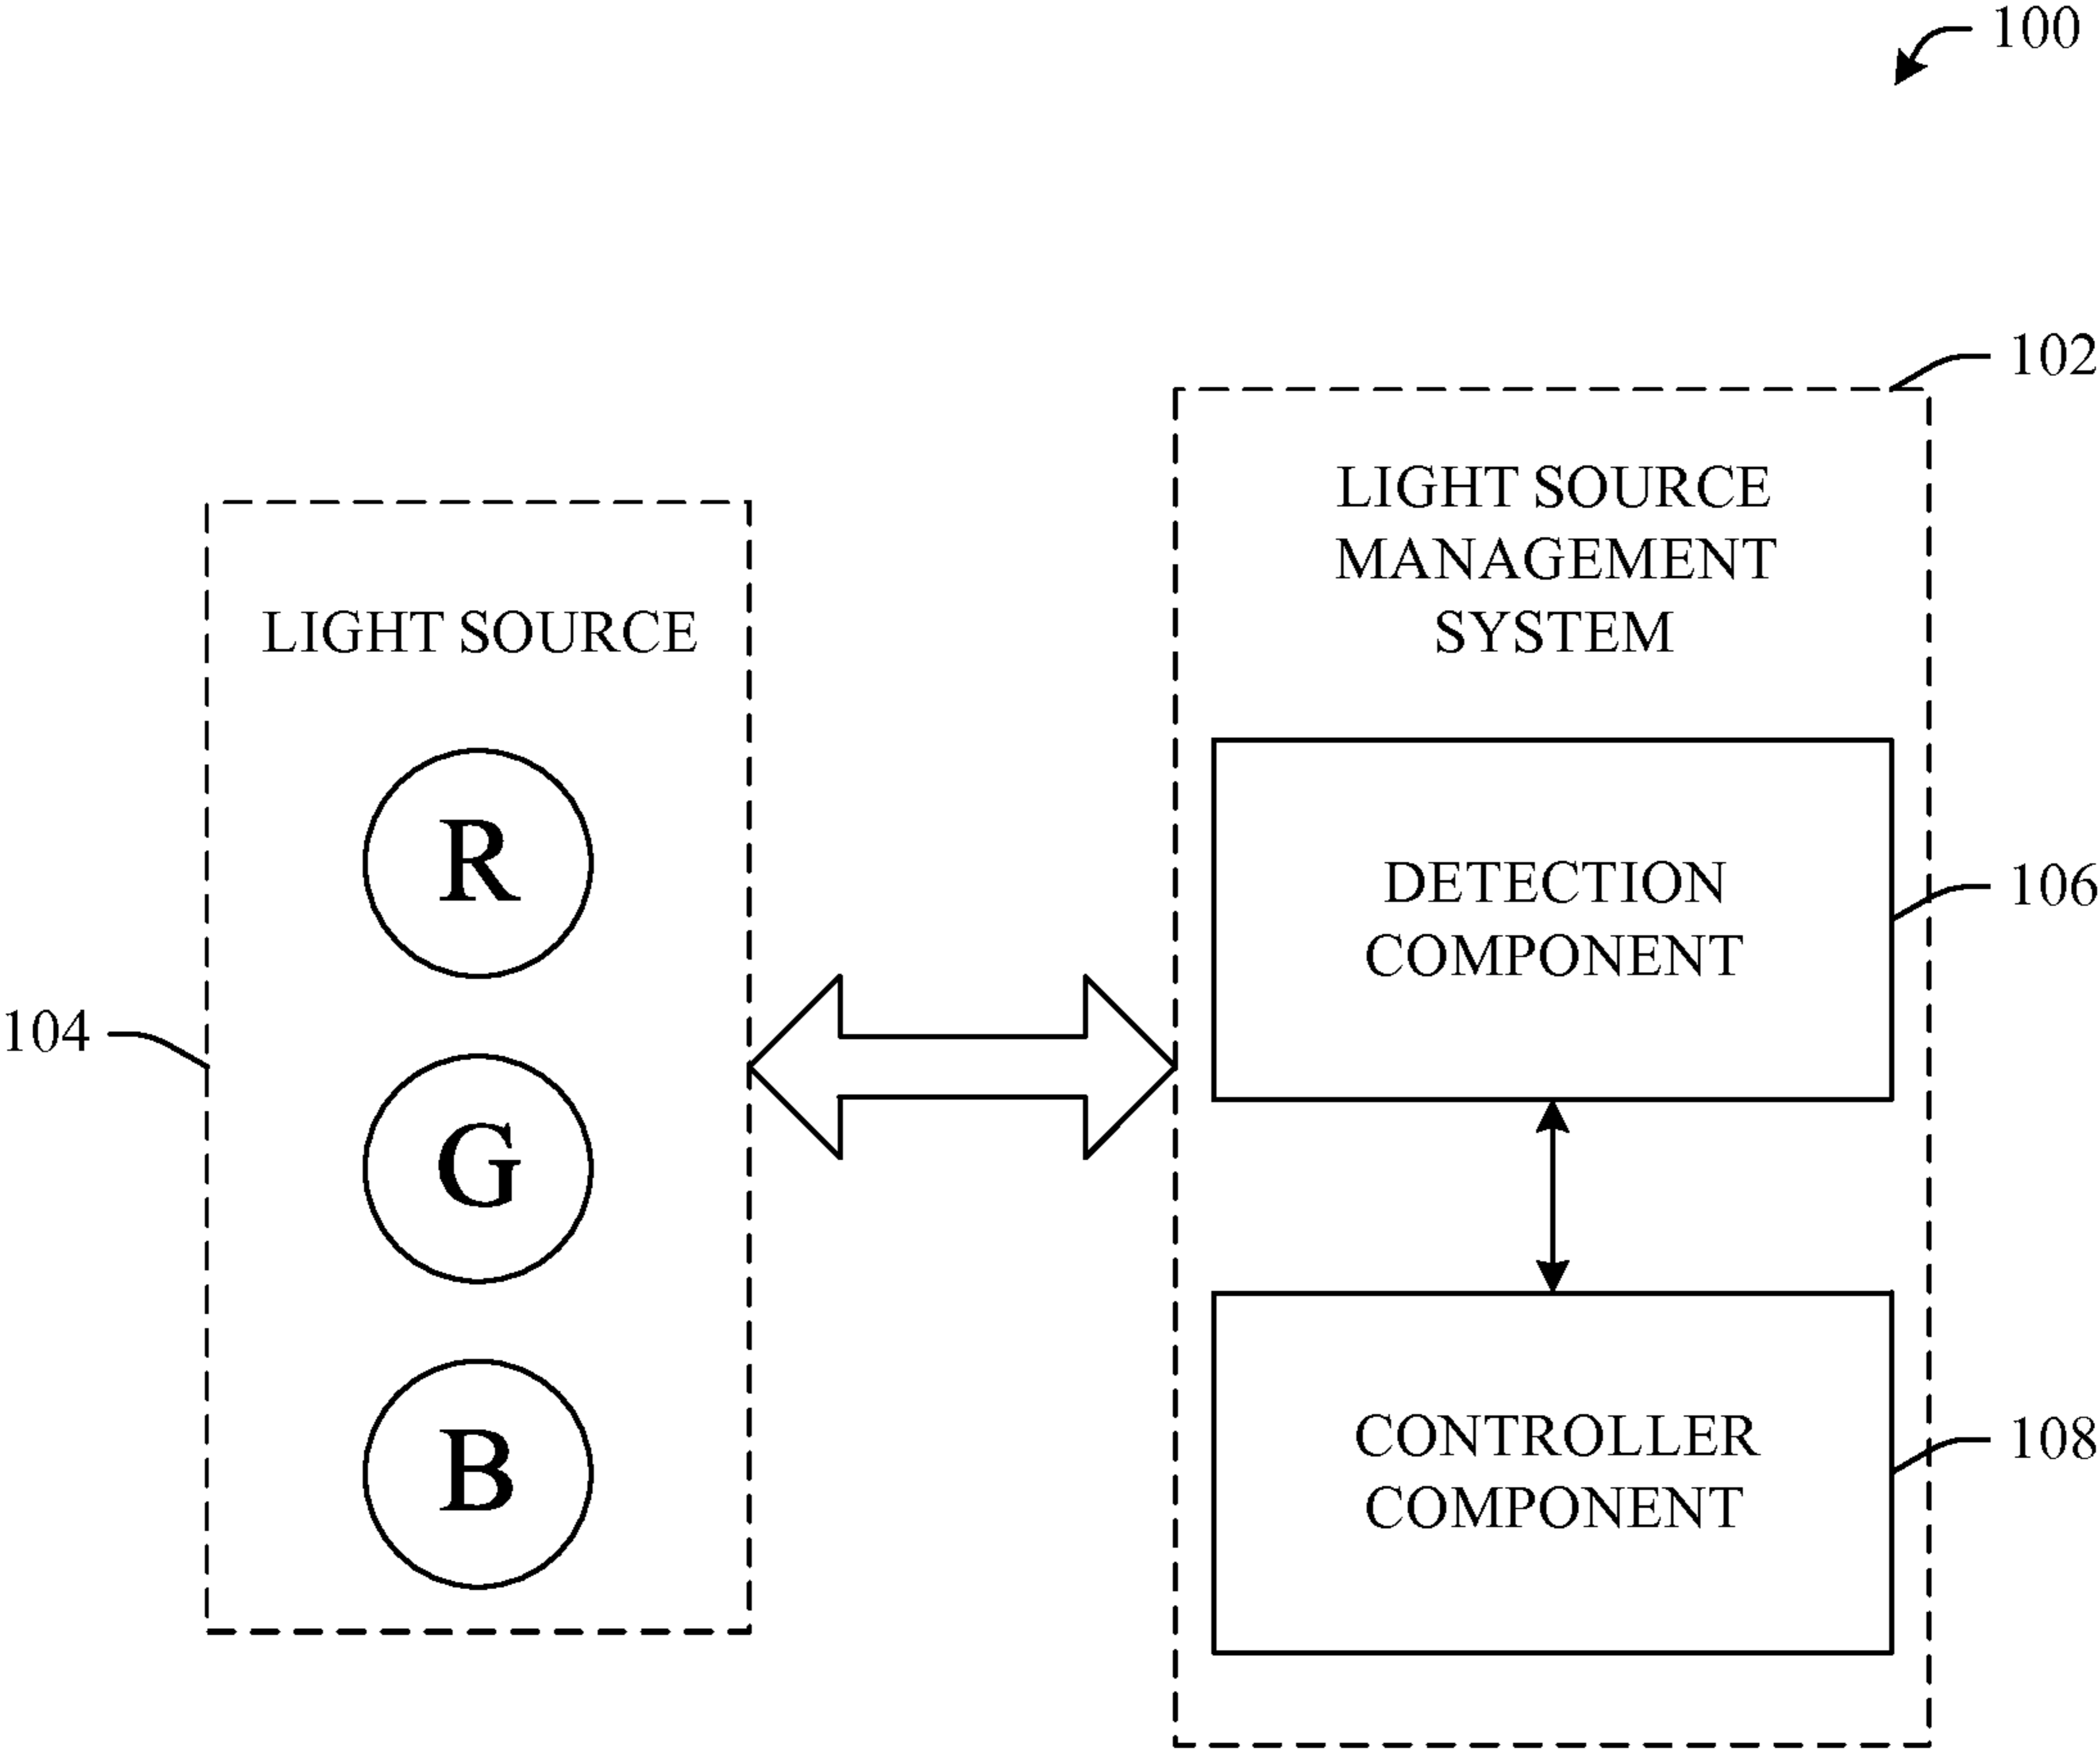 100
102
LIGHT SOURCE
MANAGEMENT
SYSTEM
LIGHT SOURCE
R
DETECTION
COMPONENT
106
104
G
B
CONTROLLER
COMPONENT
108